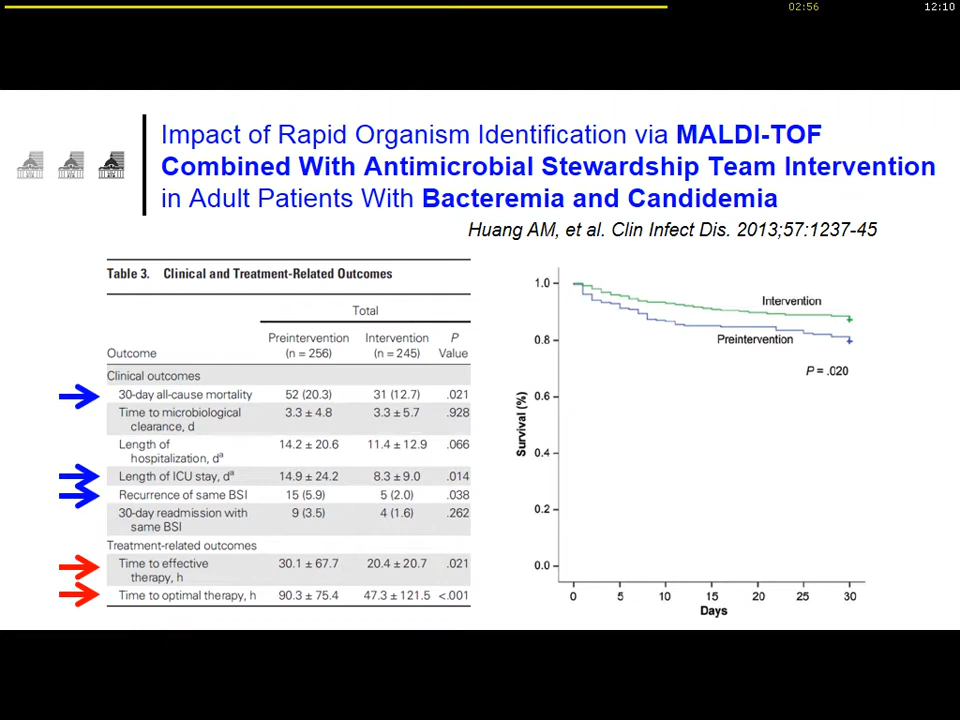 02:56
12:10
Impact of Rapid Organism Identification via MALDI-TOF
Combined With Antimicrobial Stewardship Team Intervention
in Adult Patients With Bacteremia and Candidemia
Huang AM, et al. Clin Infect Dis. 2013;57:1237-45
Table 3. Clinical and Treatment-Related Outcomes
Total
Preintervention Intervention P
Outcome (n = 256) (n = 245) Value
Clinical outcomes
30-day all-cause mortality 52 (20.3) 31 (12.7) .021
Time to microbiological 3.3 ± 4.8 3.3 ± 5.7 .928
clearance, d
Length of 14.2 ± 20.6 11.4 ± 12.9 .066
hospitalization, dᵃ
Length of ICU stay, dᵃ 14.9 ± 24.2 8.3 ± 9.0 .014
Recurrence of same BSI 15 (5.9) 5 (2.0) .038
30-day readmission with 9 (3.5) 4 (1.6) .262
same BSI
Treatment-related outcomes
Time to effective 30.1 ± 67.7 20.4 ± 20.7 .021
therapy, h
Time to optimal therapy, h 90.3 ± 75.4 47.3 ± 121.5 <.001
1.0
Intervention
0.8
Preintervention
P = .020
0.6
Survival (%)
0.4
0.2
0.0
0 5 10 15 20 25 30
Days